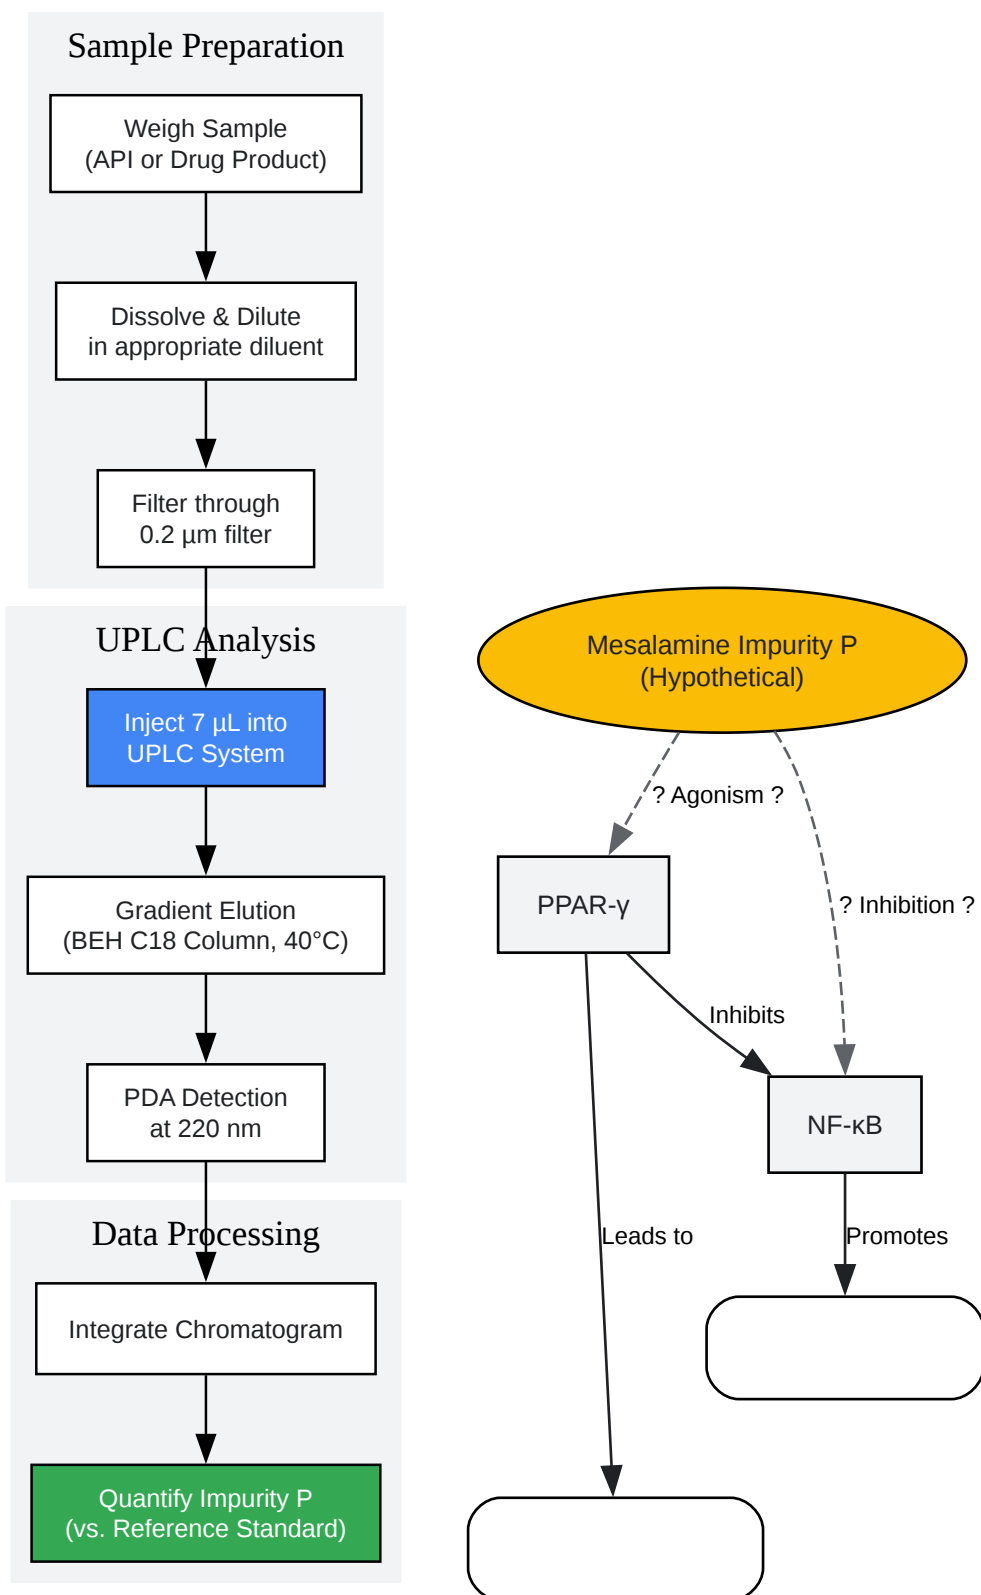 Sample Preparation
Weigh Sample
(API or Drug Product)
Dissolve & Dilute
in appropriate diluent
Filter through
0.2 µm filter
UPLC Analysis
Inject 7 µL into
UPLC System
Gradient Elution
(BEH C18 Column, 40°C)
PDA Detection
at 220 nm
Data Processing
Integrate Chromatogram
Quantify Impurity P
(vs. Reference Standard)
Mesalamine Impurity P
(Hypothetical)
? Agonism ?
PPAR-γ
? Inhibition ?
Inhibits
NF-κB
Leads to
Promotes